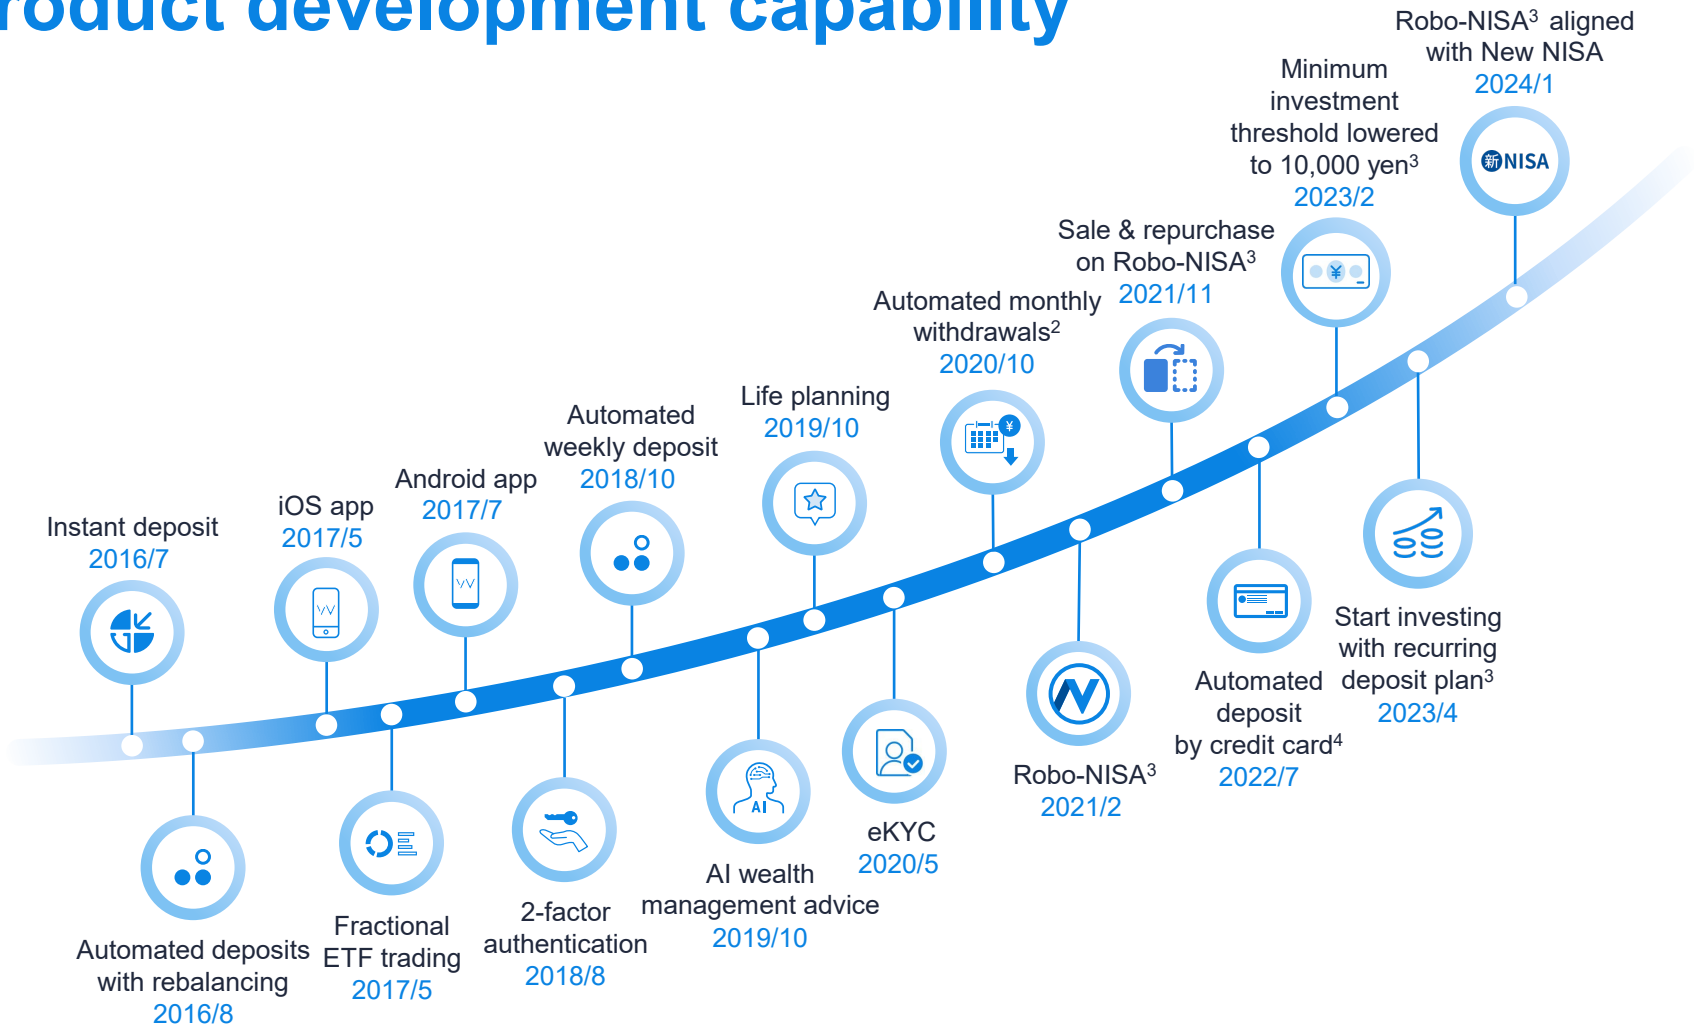 roduct development capability
Instant deposit
2016/7
Automated deposits
with rebalancing
2016/8
iOS app
2017/5
Fractional
ETF trading
2017/5
Android app
2017/7
2-factor
authentication
2018/8
Automated
weekly deposit
2018/10
AI
AI wealth
management advice
2019/10
Life planning
2019/10
eKYC
2020/5
Automated monthly
withdrawals2
2020/10
¥
Robo-NISA3
2021/2
Sale & repurchase
on Robo-NISA3
2021/11
Automated
deposit
by credit card4
2022/7
Minimum
investment
threshold lowered
to 10,000 yen3
2023/2
¥
Start investing
with recurring
deposit plan3
2023/4
Robo-NISA3 aligned
with New NISA
2024/1
新NISA